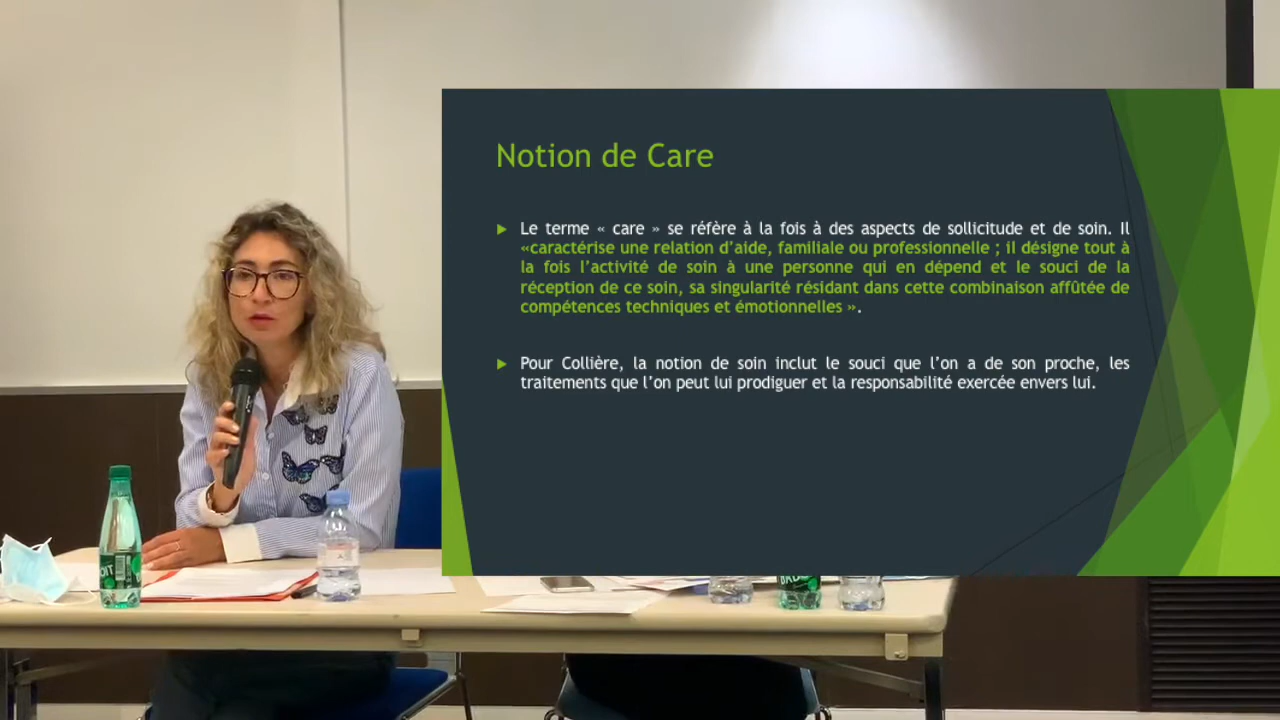 Notion de Care
Le terme « care » se réfère à la fois à des aspects de sollicitude et de soin. Il
«caractérise une relation d'aide, familiale ou professionnelle ; il désigne tout à
la fois l'activité de soin à une personne qui en dépend et le souci de la
réception de ce soin, sa singularité résidant dans cette combinaison affûtée de
compétences techniques et émotionnelles ».
Pour Collière, la notion de soin inclut le souci que l'on a de son proche, les
traitements que l'on peut lui prodiguer et la responsabilité exercée envers lui.